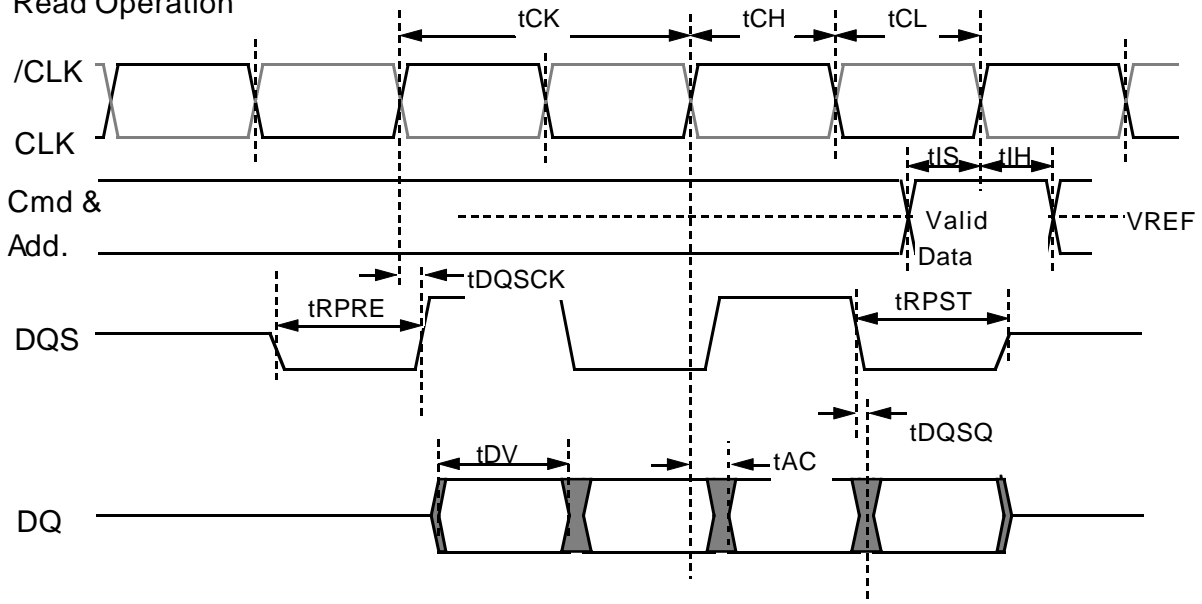 Read Operation
tCK tCH tCL
/CLK
CLK
tIS tIH
Cmd &
Add.
Valid
Data
VREF
tDQSCK
tRPRE
tRPST
DQS
tDQSQ
tDV
tAC
DQ